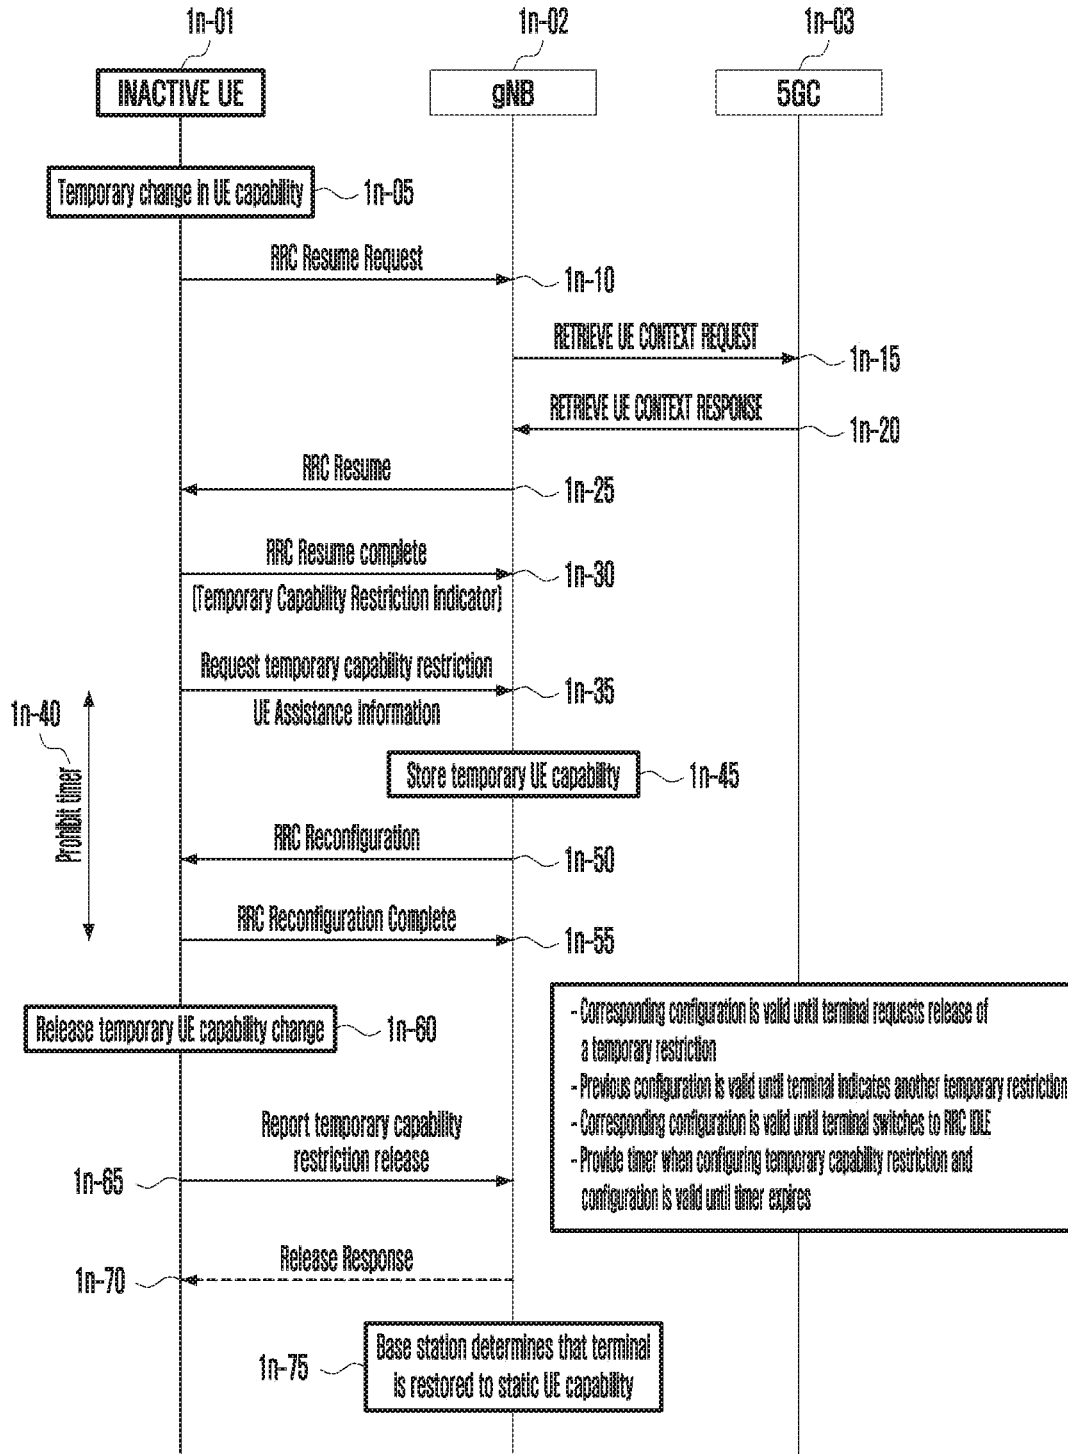 1n-01
1n-02
1n-03
INACTIVE UE
gNB
5GC
Temporary change in UE capability
1n-05
RRC Resume Request
1n-10
RETRIEVE UE CONTEXT REQUEST
1n-15
RETRIEVE UE CONTEXT RESPONSE
1n-20
RRC Resume
1n-25
RRC Resume complete
1n-30
(Temporary Capability Restriction indicator)
Request temporary capability restriction
1n-35
UE Assistance Information
1n-40
Prohibit timer
Store temporary UE capability
1n-45
RRC Reconfiguration
1n-50
RRC Reconfiguration Complete
1n-55
Release temporary UE capability change
1n-60
- Corresponding configuration is valid until terminal requests release of
a temporary restriction
- Previous configuration is valid until terminal indicates another temporary restriction
- Corresponding configuration is valid until terminal switches to RRC IDLE
- Provide timer when configuring temporary capability restriction and
configuration is valid until timer expires
Report temporary capability
restriction release
1n-65
Release Response
1n-70
Base station determines that terminal
is restored to static UE capability
1n-75